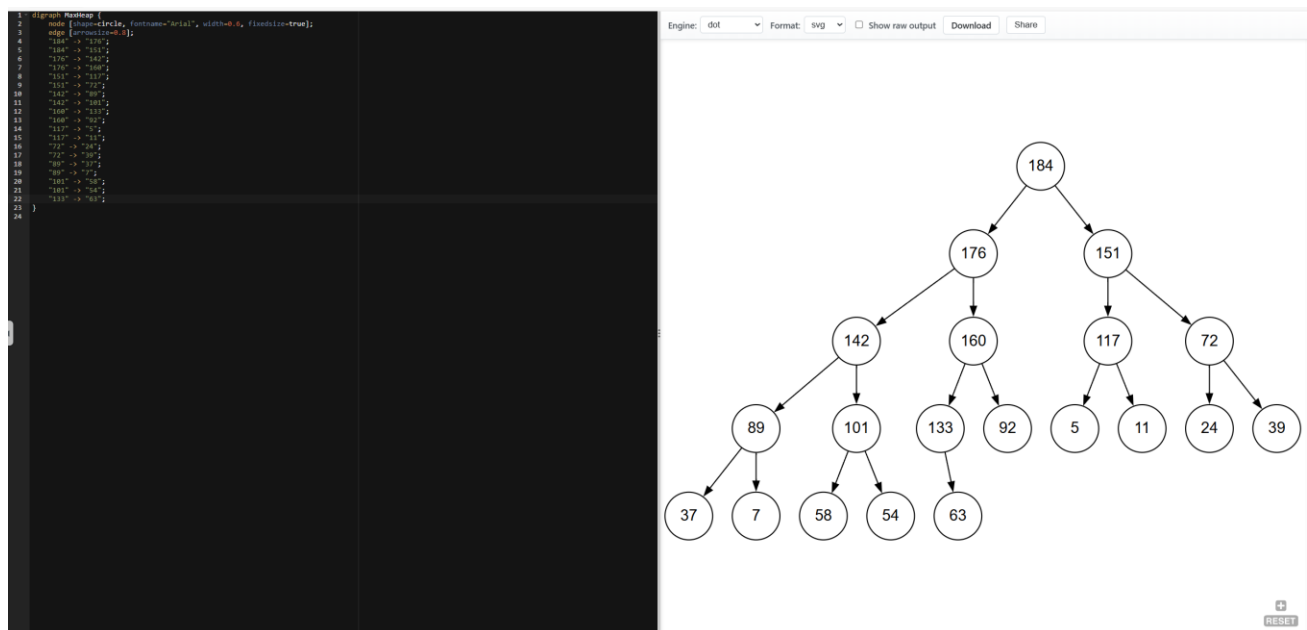 1 digraph MaxHeap {
2 node [shape=circle, fontname="Arial", width=0.8, fixedsize=true];
3 edge [arrowsize=0.8];
4 "184" -> "176";
5 "184" -> "151";
6 "176" -> "142";
7 "176" -> "160";
8 "151" -> "117";
9 "151" -> "72";
10 "142" -> "89";
11 "142" -> "101";
12 "160" -> "133";
13 "160" -> "92";
14 "117" -> "5";
15 "117" -> "11";
16 "72" -> "24";
17 "72" -> "39";
18 "89" -> "37";
19 "89" -> "7";
20 "101" -> "58";
21 "101" -> "54";
22 "133" -> "63";
23 }
24
Engine: dot Format: svg Show raw output Download Share
184
176 151
142 160 117 72
89 101 133 92 5 11 24 39
37 7 58 54 63
RESET